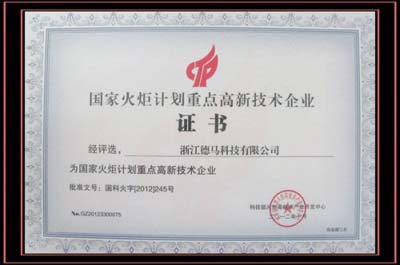 国家火炬计划重点高新技术企业
证书
经评选， 浙江德马科技有限公司
为国家火炬计划重点高新技术企业
批准文号：国科火字[2012]245号
No.GZ20123300075